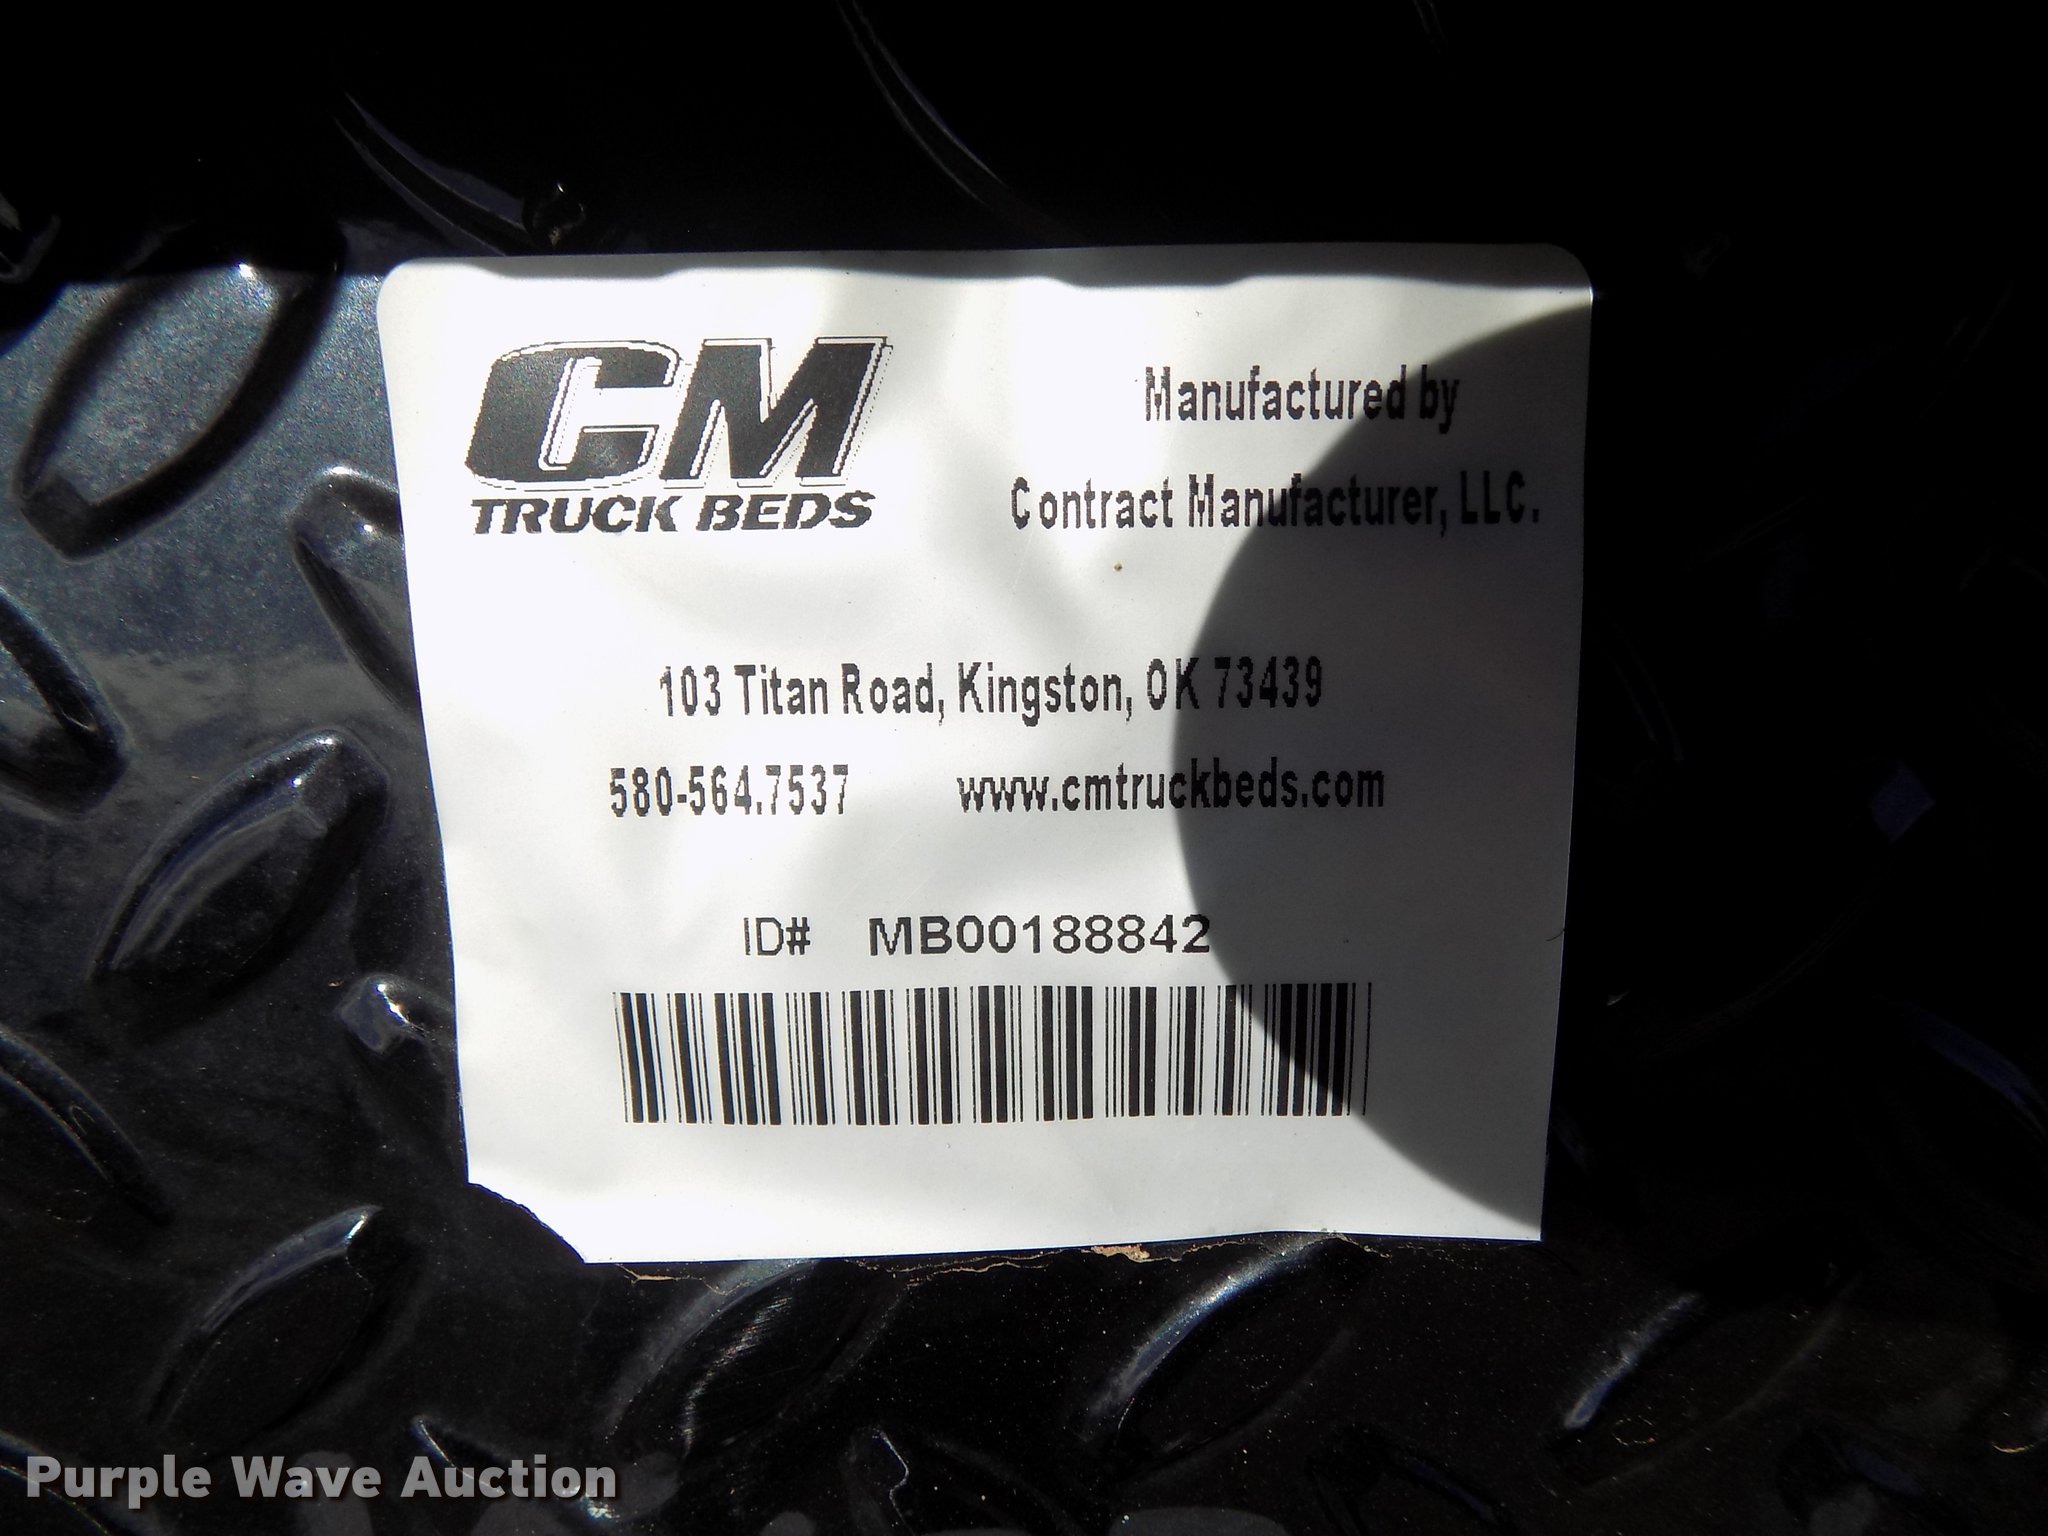 CM
TRUCK BEDS
Manufactured by
Contract Manufacturer, LLC.
103 Titan Road, Kingston, OK 73439
580-564.7537 www.cmtruckbeds.com
ID# MB00188842
Purple Wave Auction